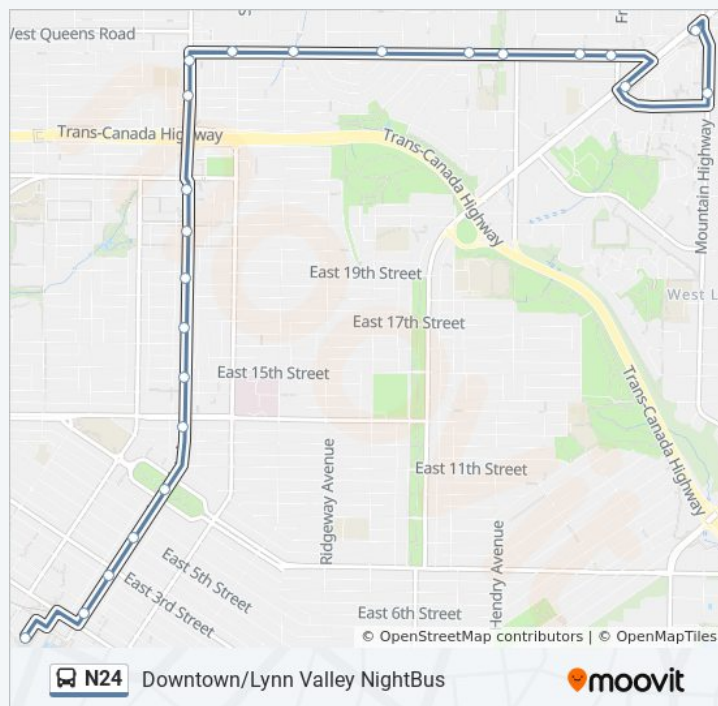 West Queens Road
Trans-Canada Highway
Trans-Canada Highway
Mountain Highway
East 19th Street
East 17th Street
East 15th Street
Trans-Canada Highway
East 11th Street
Ridgeway Avenue
Hendry Avenue
East 5th Street
East 3rd Street
East 6th Street
© OpenStreetMap contributors | © OpenMapTiles
N24 Downtown/Lynn Valley NightBus
moovit